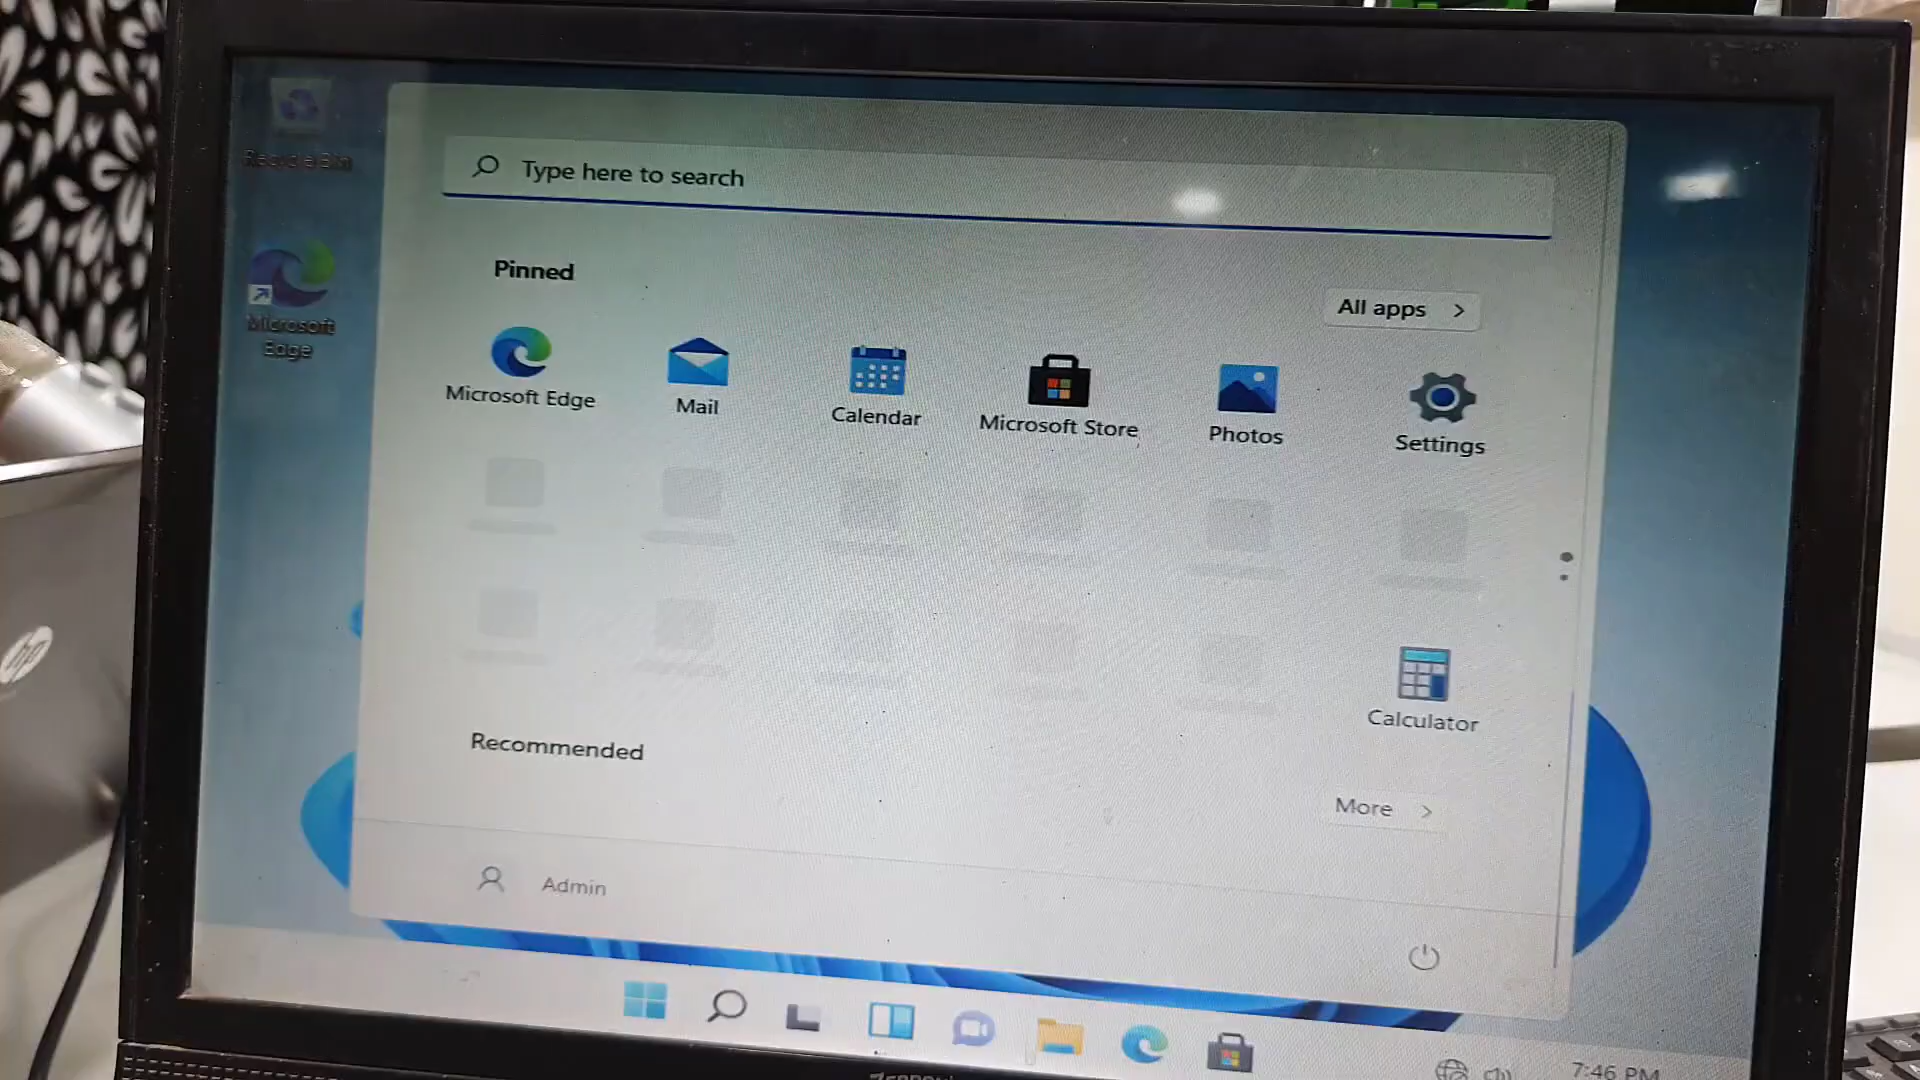 Recycle Bin
Microsoft
Edge
Type here to search
Pinned
All apps
Microsoft Edge
Mail
Calendar
Microsoft Store
Photos
Settings
Calculator
Recommended
More
Admin
7:46 PM
hp